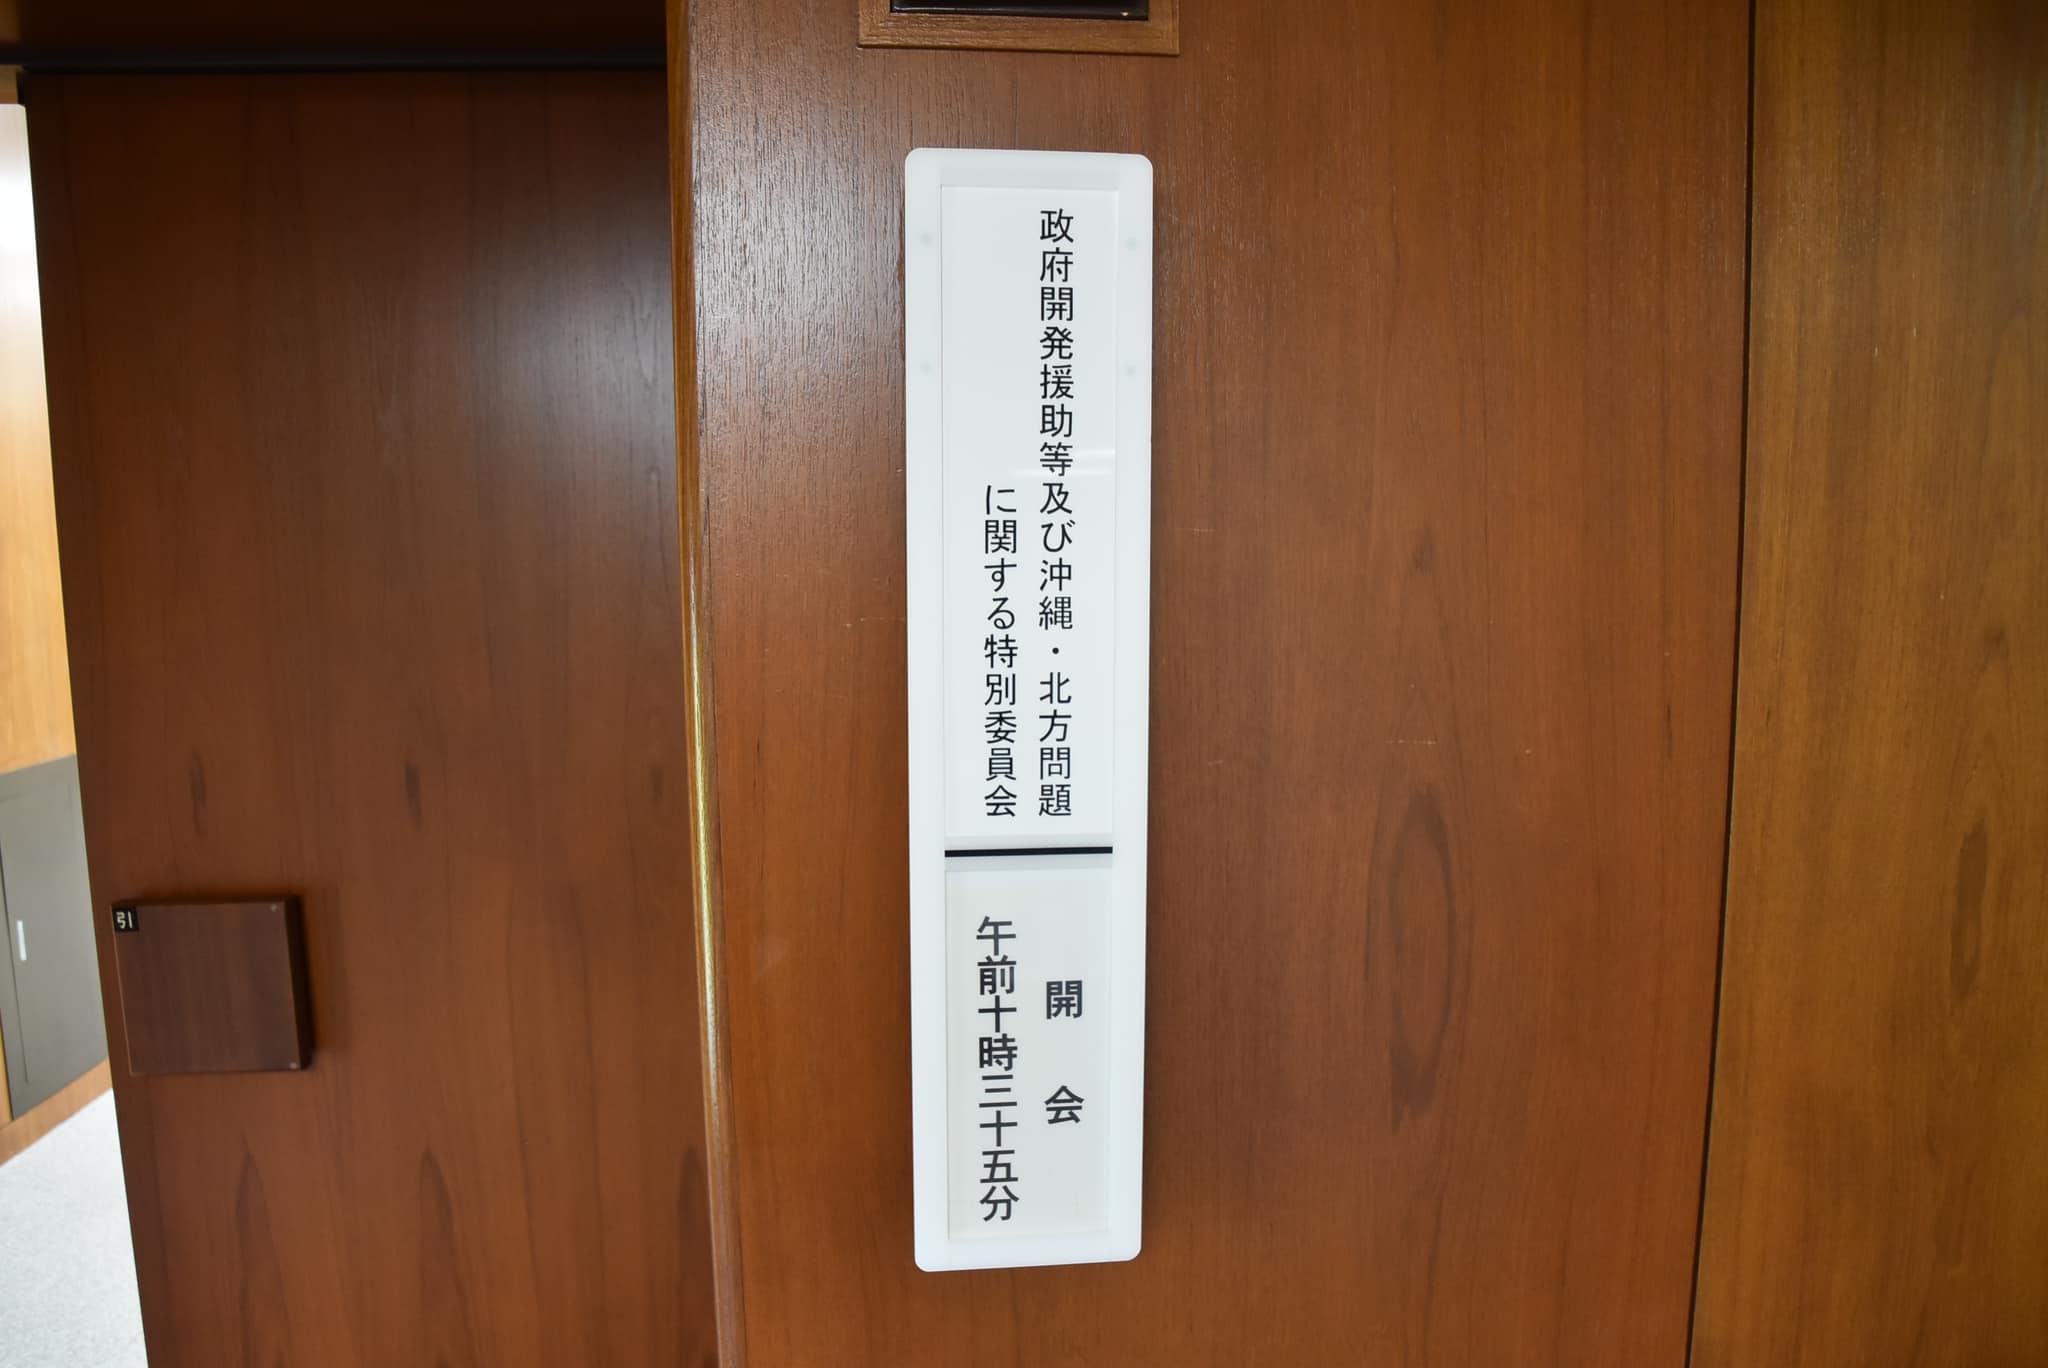 政府開発援助等及び沖縄・北方問題
に関する特別委員会
開会
午前十時三十五分
引